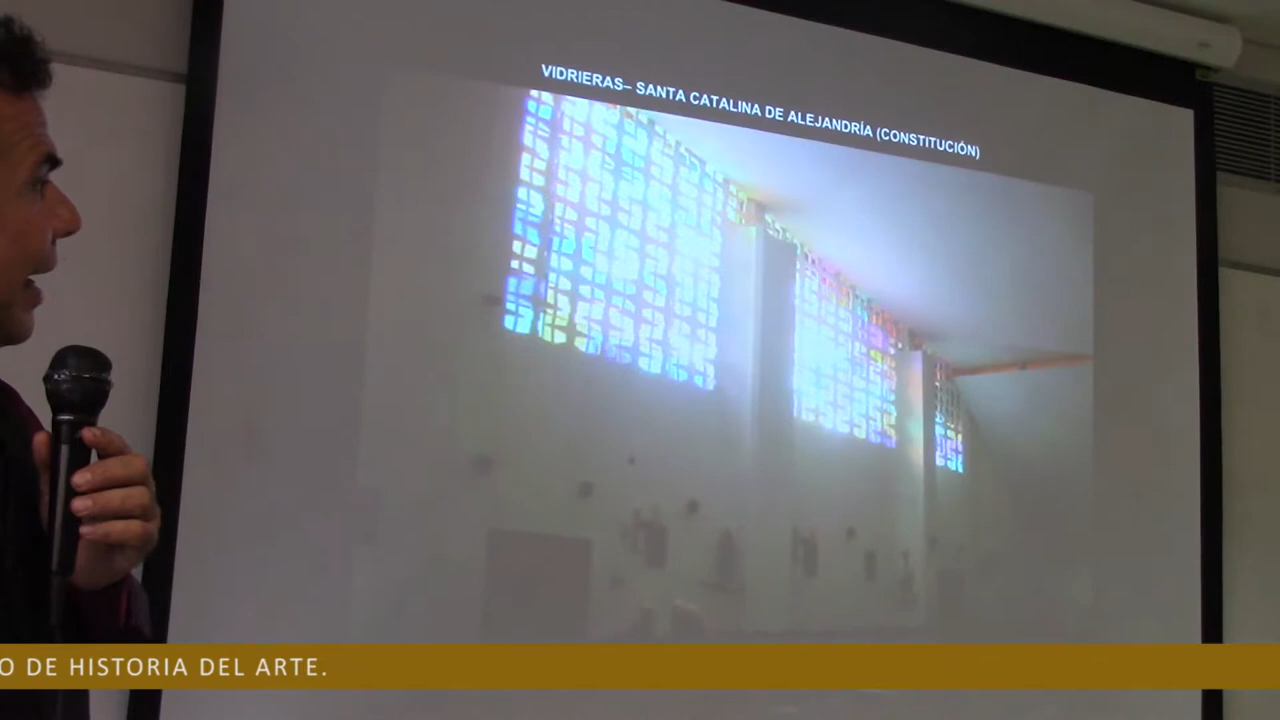 VIDRIERAS– SANTA CATALINA DE ALEJANDRÍA (CONSTITUCIÓN)
O DE HISTORIA DEL ARTE.